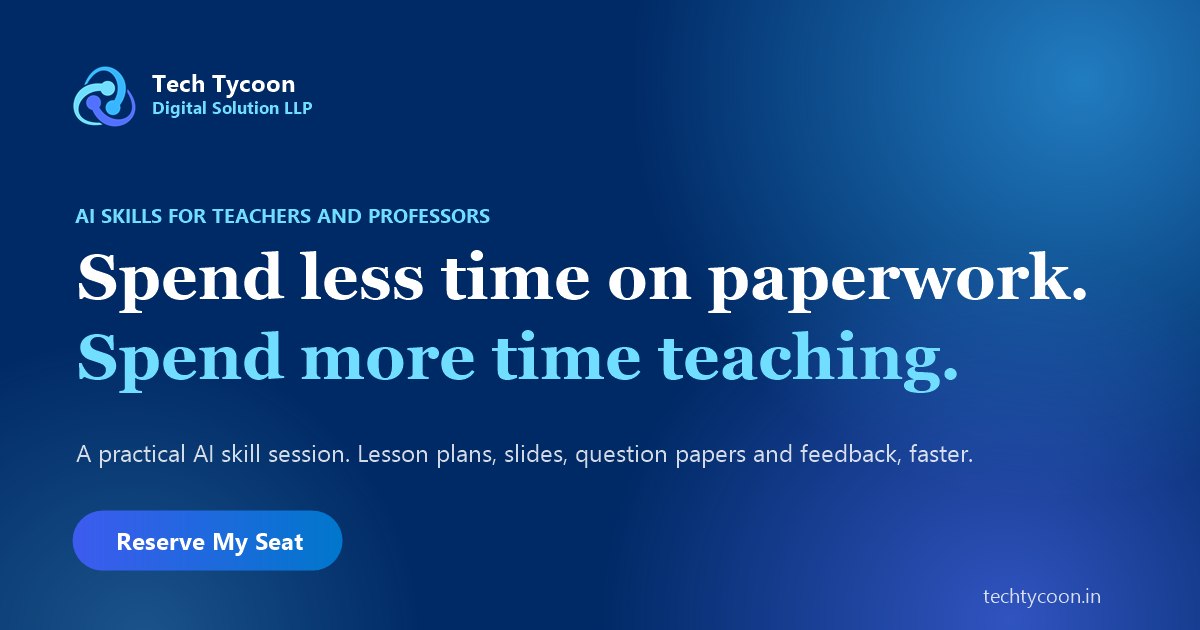 Tech Tycoon
Digital Solution LLP
AI SKILLS FOR TEACHERS AND PROFESSORS
Spend less time on paperwork.
Spend more time teaching.
A practical AI skill session. Lesson plans, slides, question papers and feedback, faster.
Reserve My Seat
techtycoon.in